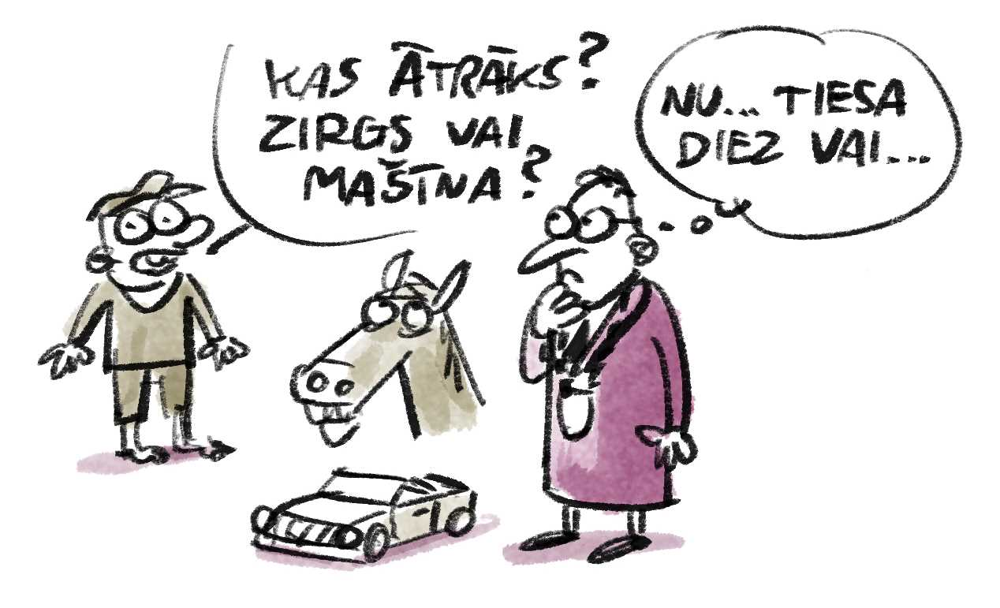 KAS ĀTRĀKS?
ZIRGS VAI
MAŠĪNA?
NU... TIESA
DIEZ VAI...